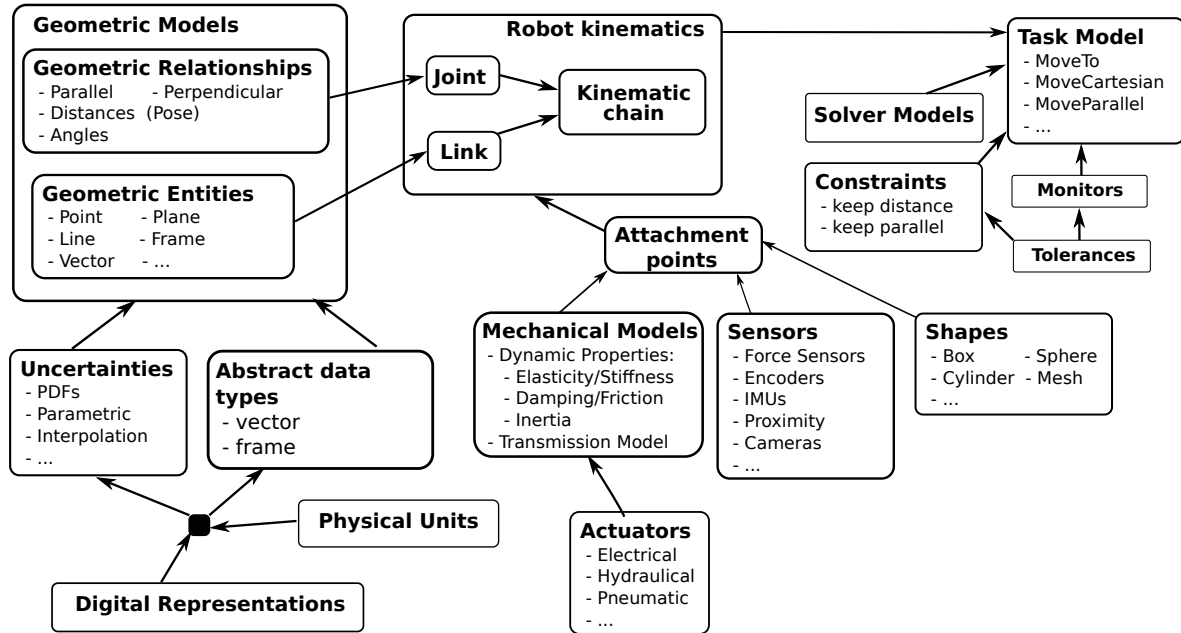 Geometric Models
Geometric Relationships
- Parallel - Perpendicular
- Distances (Pose)
- Angles
Geometric Entities
- Point - Plane
- Line - Frame
- Vector - ...
Robot kinematics
Joint
Kinematic
chain
Link
Task Model
- MoveTo
- MoveCartesian
- MoveParallel
- ...
Solver Models
Constraints
- keep distance
- keep parallel
Monitors
Tolerances
Attachment
points
Uncertainties
- PDFs
- Parametric
- Interpolation
- ...
Abstract data
types
- vector
- frame
Mechanical Models
- Dynamic Properties:
- Elasticity/Stiffness
- Damping/Friction
- Inertia
- Transmission Model
Sensors
- Force Sensors
- Encoders
- IMUs
- Proximity
- Cameras
- ...
Shapes
- Box - Sphere
- Cylinder - Mesh
- ...
Physical Units
Digital Representations
Actuators
- Electrical
- Hydraulical
- Pneumatic
- ...